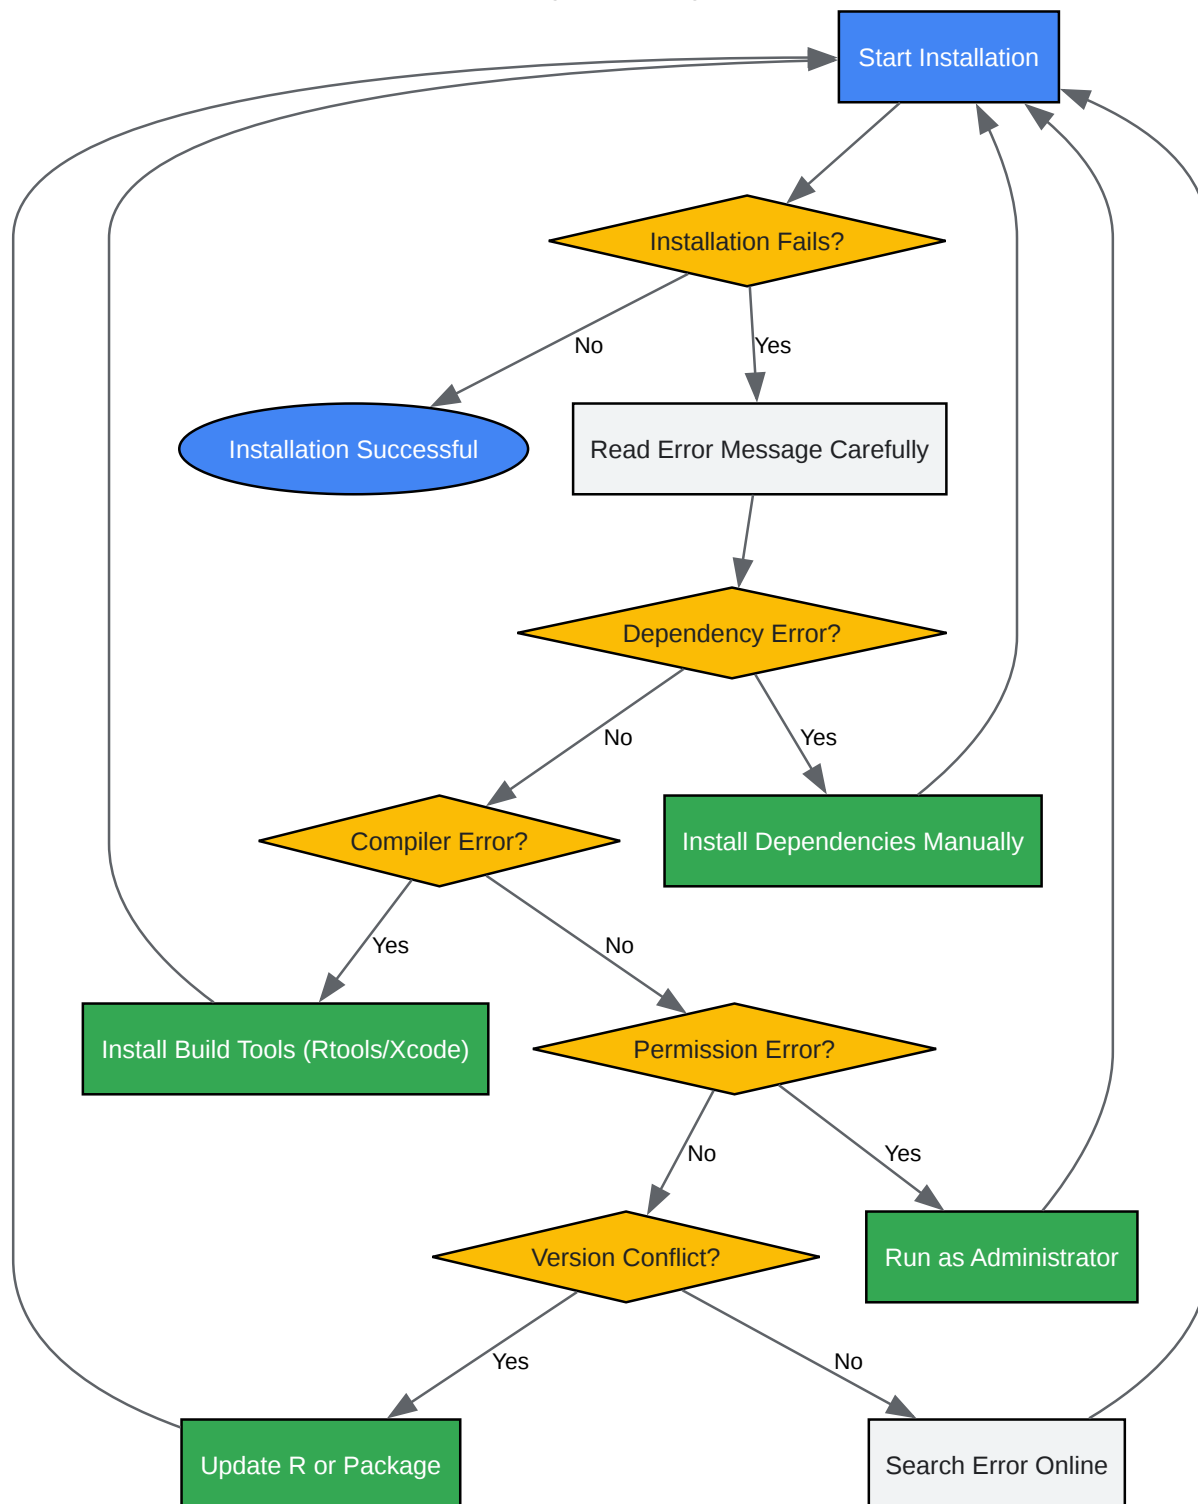 Start Installation
Installation Fails?
No
Yes
Installation Successful
Read Error Message Carefully
Dependency Error?
No
Yes
Compiler Error?
Install Dependencies Manually
Yes
No
Install Build Tools (Rtools/Xcode)
Permission Error?
No
Yes
Version Conflict?
Run as Administrator
Yes
No
Update R or Package
Search Error Online